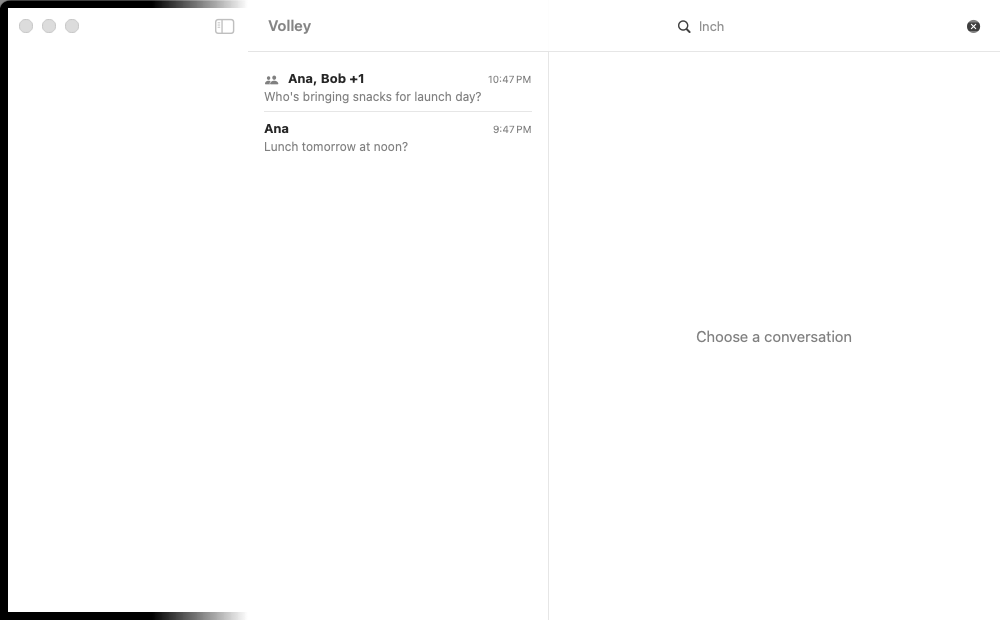 Volley
Inch
Ana, Bob +1
10:47 PM
Who's bringing snacks for launch day?
Ana
9:47 PM
Lunch tomorrow at noon?
Choose a conversation